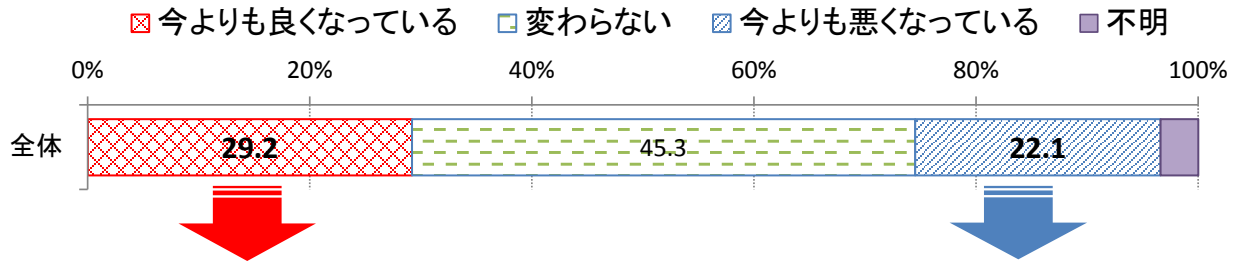 今よりも良くなっている 変わらない 今よりも悪くなっている 不明
0% 20% 40% 60% 80% 100%
全体 29.2 45.3 22.1